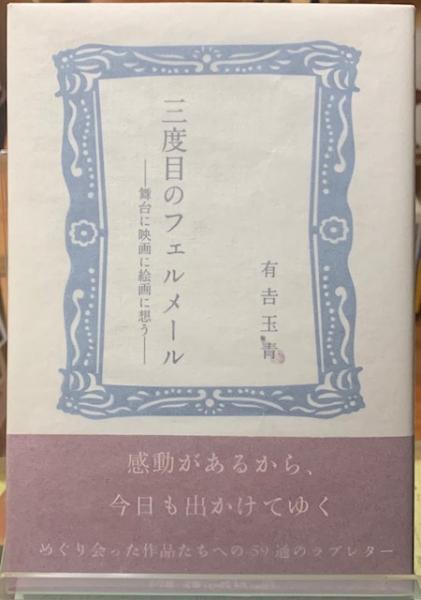 三度目のフェルメール
――舞台に映画に絵画に想う――
有吉玉青
感動があるから、
今日も出かけてゆく
めぐり会った作品たちへの59通のラブレター